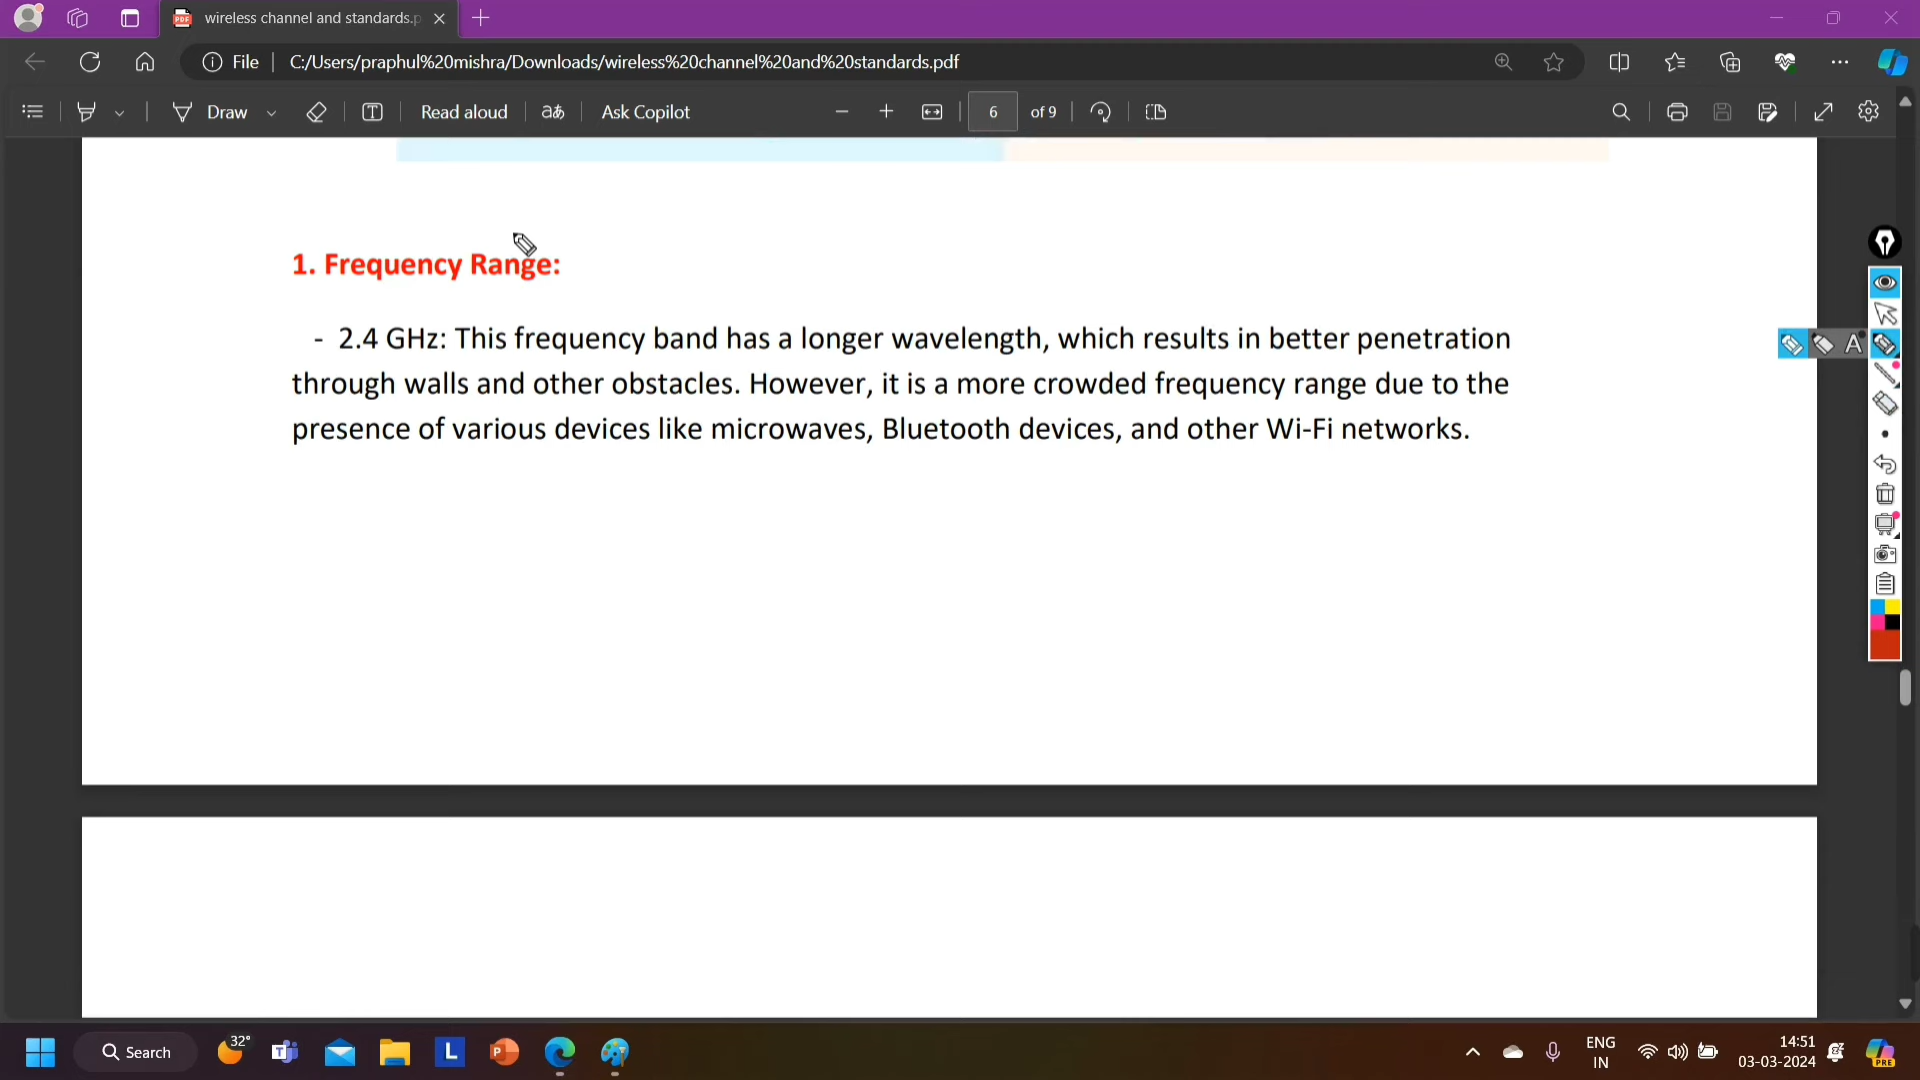 wireless channel and standards.p
File
C:/Users/praphul%20mishra/Downloads/wireless%20channel%20and%20standards.pdf
Draw
Read aloud
aあ
Ask Copilot
6 of 9
1. Frequency Range:
- 2.4 GHz: This frequency band has a longer wavelength, which results in better penetration
through walls and other obstacles. However, it is a more crowded frequency range due to the
presence of various devices like microwaves, Bluetooth devices, and other Wi-Fi networks.
A
Search
32°
L
P
ENG
IN
14:51
03-03-2024
PRE